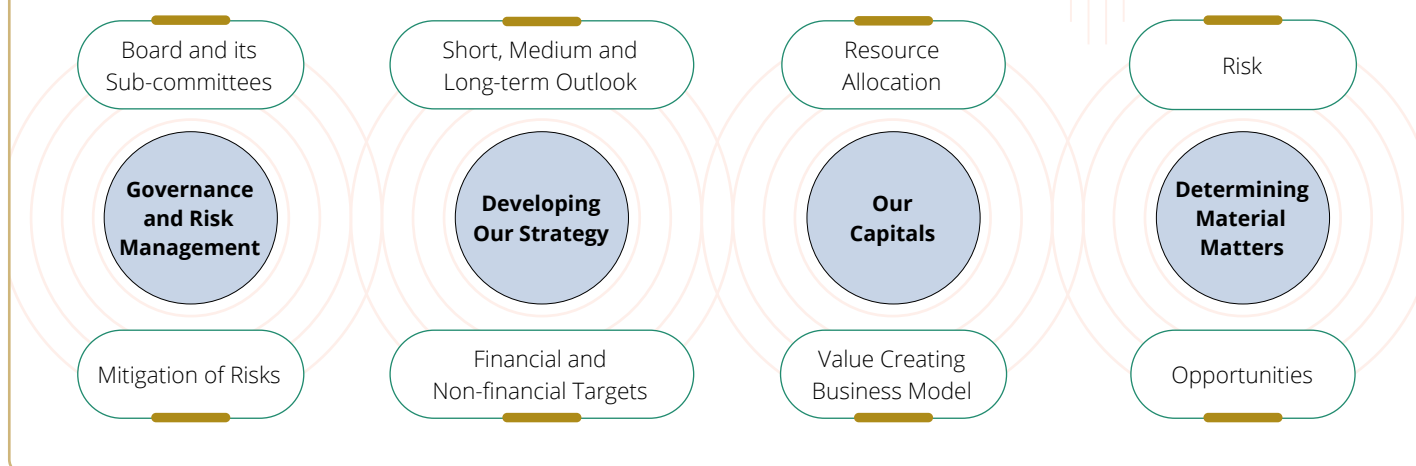 Board and its
Sub-committees
Short, Medium and
Long-term Outlook
Resource
Allocation
Risk
Governance
and Risk
Management
Developing
Our Strategy
Our
Capitals
Determining
Material
Matters
Mitigation of Risks
Financial and
Non-financial Targets
Value Creating
Business Model
Opportunities